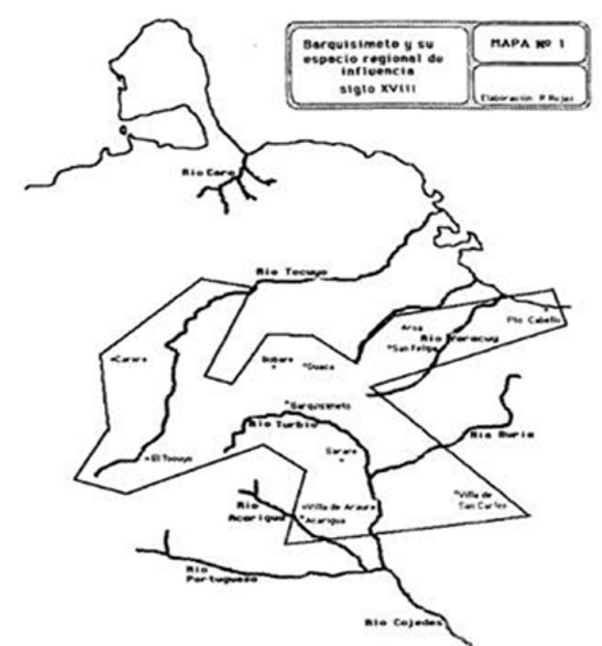 Barquisimeto y su
espacio regional de
influencia
siglo XVIII
MAPA Nº 1
Elaboración P. Rojas
Río Coro
Río Tocuyo
Pto Cabello
Aroa
Río Yaracuy
San Felipe
Carora
Bobare
Duaca
Barquisimeto
Río Turbio
Río Buria
Sarare
El Tocuyo
Villa de
San Carlos
Río
Acarigua
Villa de Araure
Acarigua
Río
Portuguesa
Río Cojedes